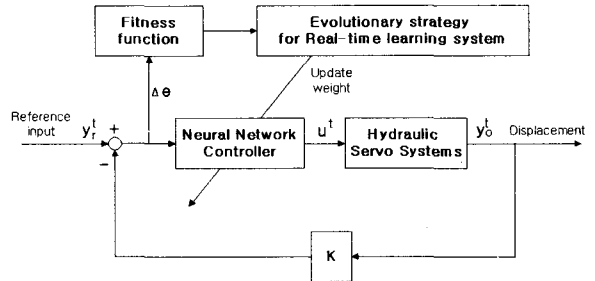 Fitness
function
Evolutionary strategy
for Real-time learning system
Δe
Update
weight
Reference
input
y_r^t
+
−
Neural Network
Controller
u^t
Hydraulic
Servo Systems
y_o^t
Displacement
K